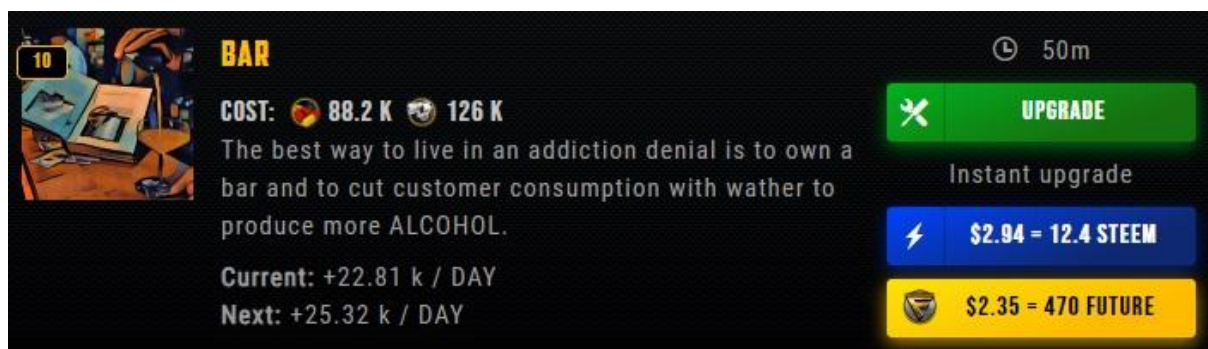 10
BAR
COST: 88.2 K 126 K
The best way to live in an addiction denial is to own a
bar and to cut customer consumption with wather to
produce more ALCOHOL.
Current: +22.81 k / DAY
Next: +25.32 k / DAY
50m
UPGRADE
Instant upgrade
$2.94 = 12.4 STEEM
$2.35 = 470 FUTURE